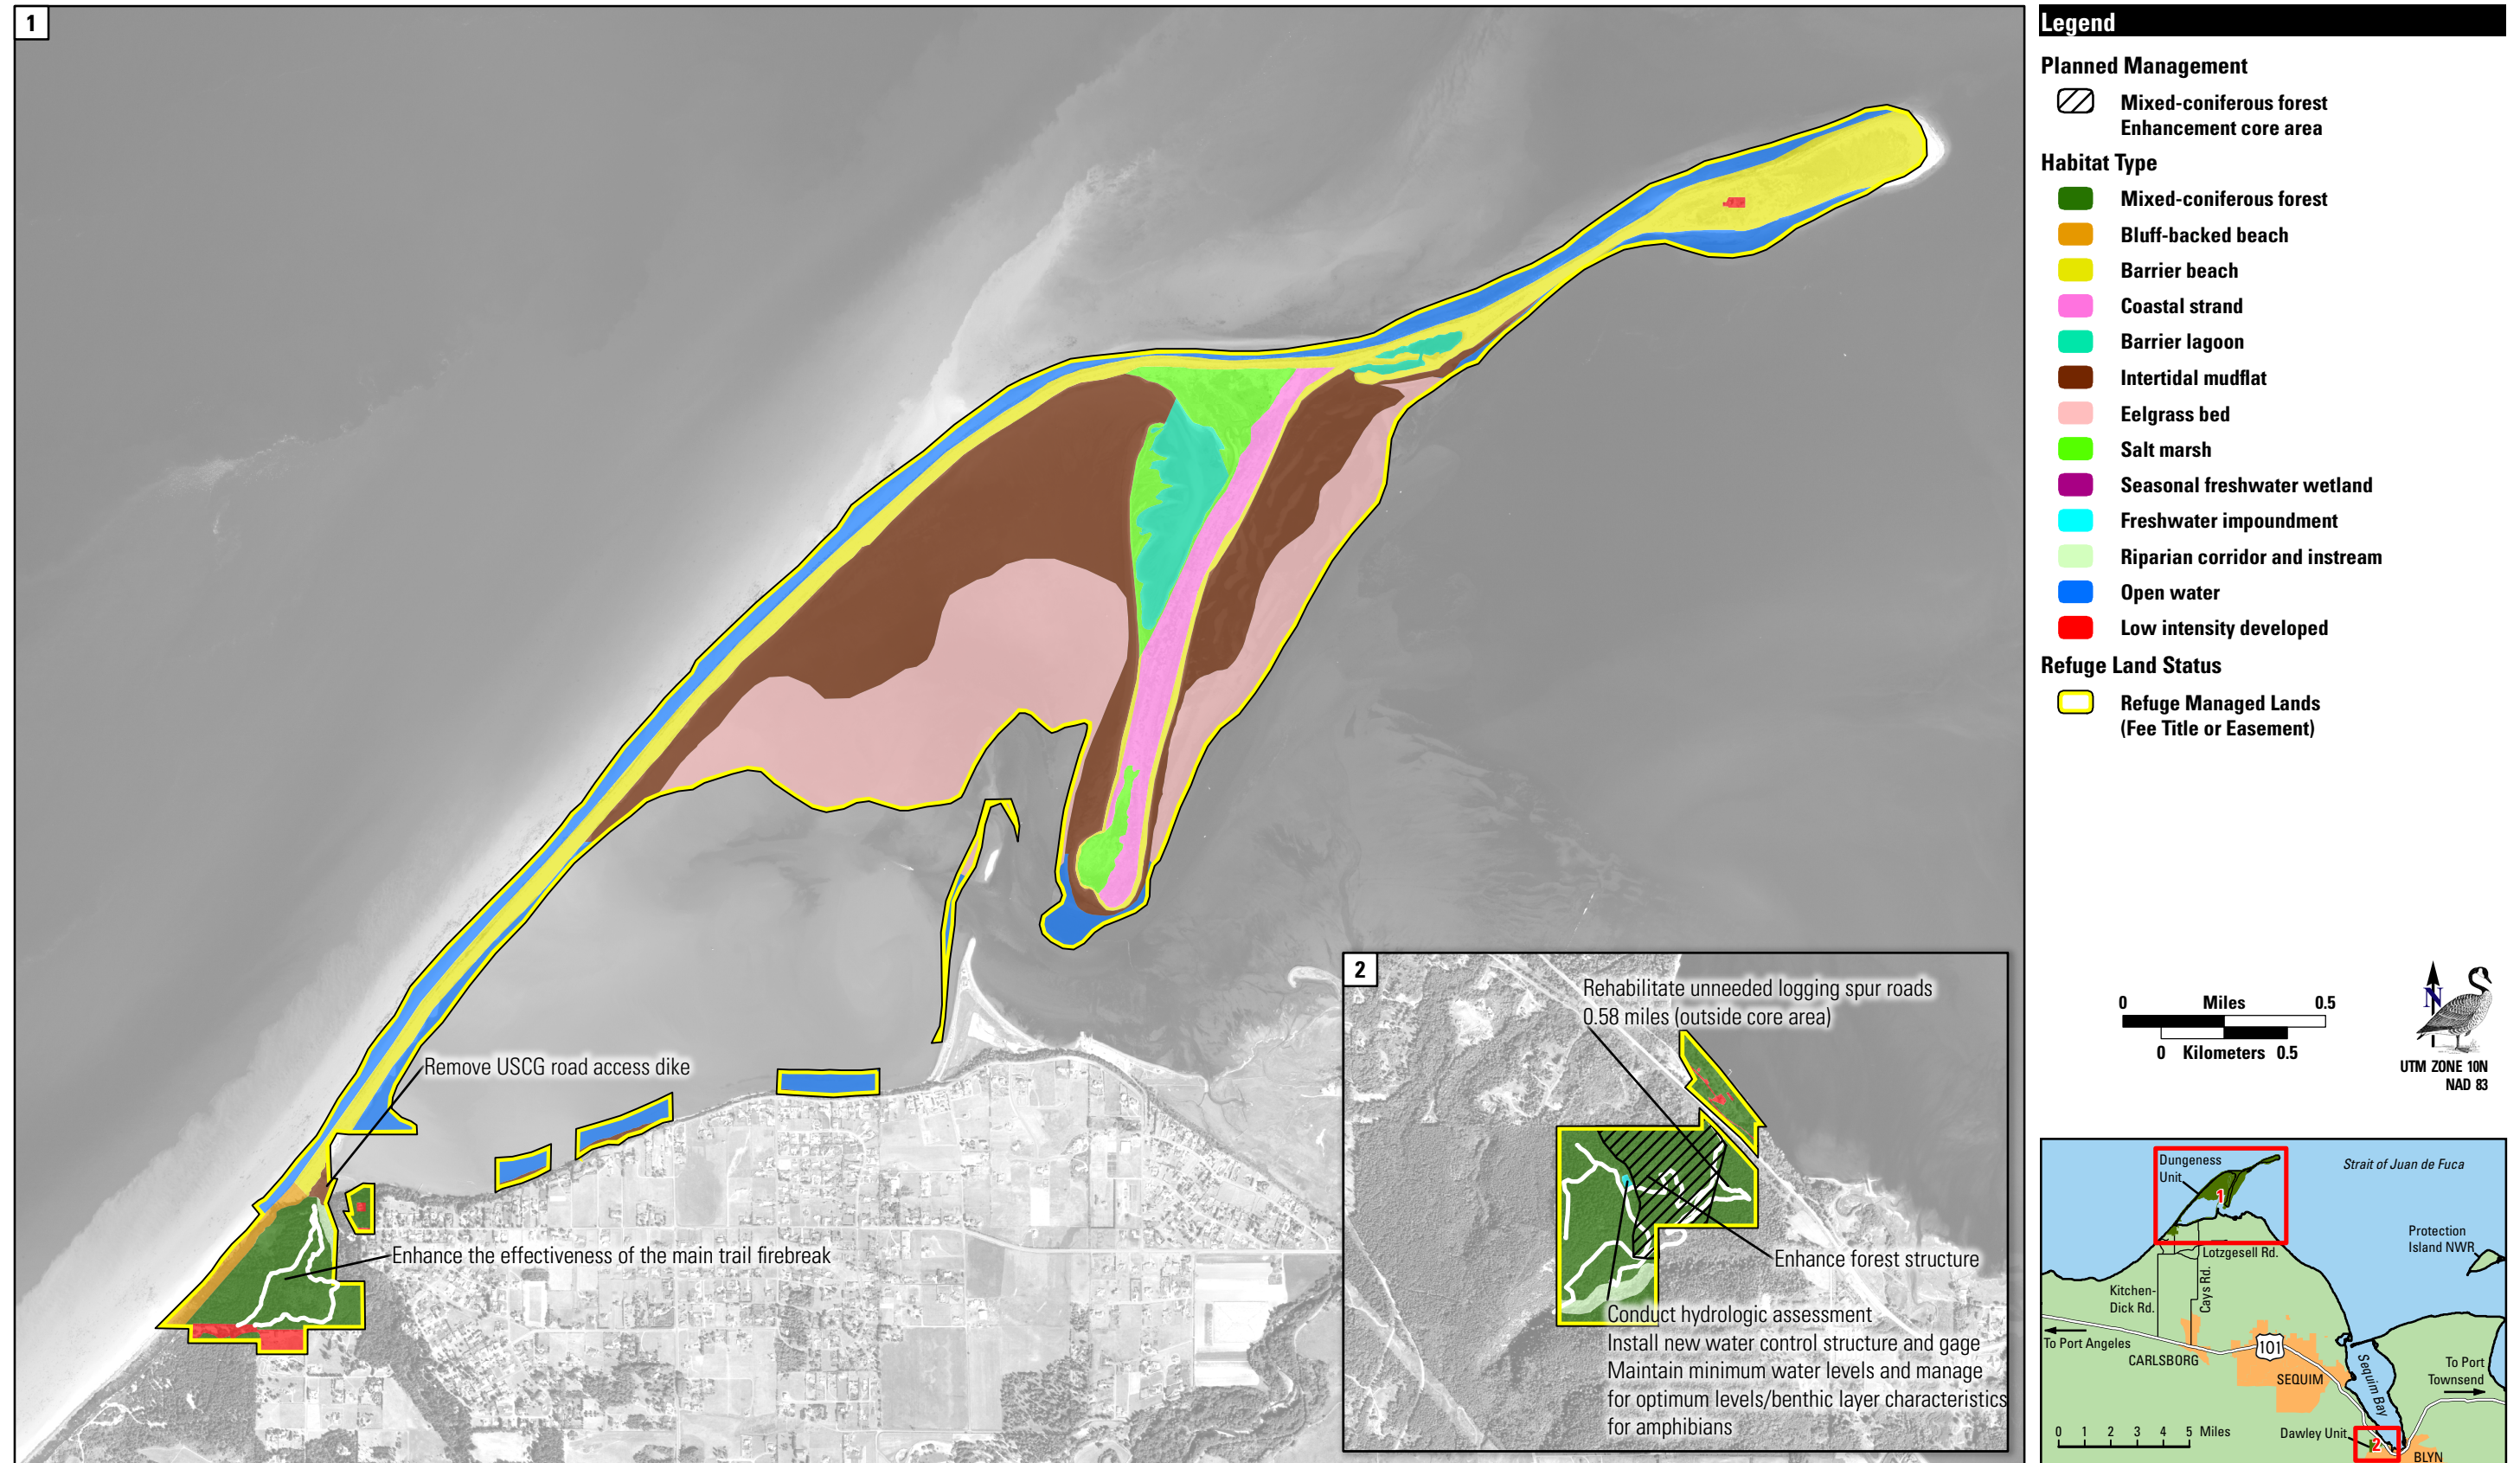 1
Remove USCG road access dike
Enhance the effectiveness of the main trail firebreak
2
Rehabilitate unneeded logging spur roads
0.58 miles (outside core area)
Enhance forest structure
Conduct hydrologic assessment
Install new water control structure and gage
Maintain minimum water levels and manage
for optimum levels/benthic layer characteristics
for amphibians
Legend
Planned Management
Mixed-coniferous forest
Enhancement core area
Habitat Type
Mixed-coniferous forest
Bluff-backed beach
Barrier beach
Coastal strand
Barrier lagoon
Intertidal mudflat
Eelgrass bed
Salt marsh
Seasonal freshwater wetland
Freshwater impoundment
Riparian corridor and instream
Open water
Low intensity developed
Refuge Land Status
Refuge Managed Lands
(Fee Title or Easement)
0 Miles 0.5
0 Kilometers 0.5
N
UTM ZONE 10N
NAD 83
Dungeness
Unit
1
Strait of Juan de Fuca
Protection
Island NWR
Lotzgesell Rd.
Kitchen-
Dick Rd.
Cays Rd.
To Port Angeles
CARLSBORG
101
SEQUIM
Sequim Bay
To Port
Townsend
0 1 2 3 4 5 Miles
Dawley Unit
2
BLYN